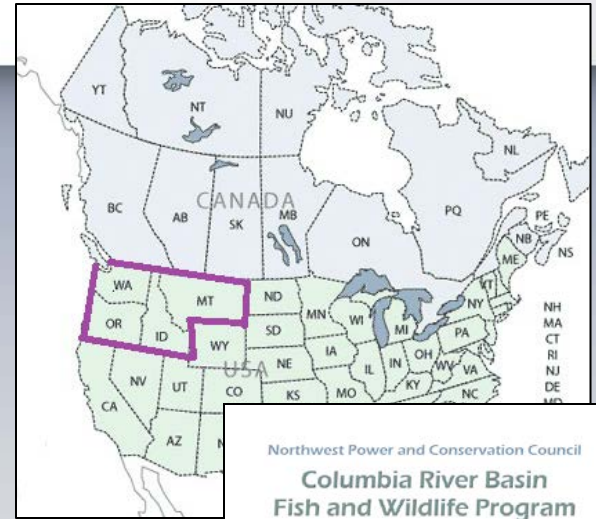 YT
NT
NU
NL
BC
AB
CANADA
SK
MB
ON
PQ
PE
NB
NS
ME
WA
MT
ND
MN
OR
ID
SD
WI
MI
VT
NY
NH
MA
CT
RI
NJ
DE
MD
WY
USA
NE
IA
IL
IN
OH
PA
WV
VA
CA
NV
UT
CO
KS
MO
KY
NC
AZ
Northwest Power and Conservation Council
Columbia River Basin
Fish and Wildlife Program